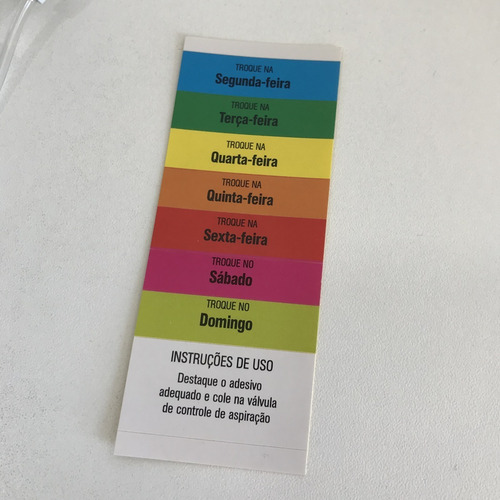 TROQUE NA
Segunda-feira
TROQUE NA
Terça-feira
TROQUE NA
Quarta-feira
TROQUE NA
Quinta-feira
TROQUE NA
Sexta-feira
TROQUE NO
Sábado
TROQUE NO
Domingo
INSTRUÇÕES DE USO
Destaque o adesivo
adequado e cole na válvula
de controle de aspiração